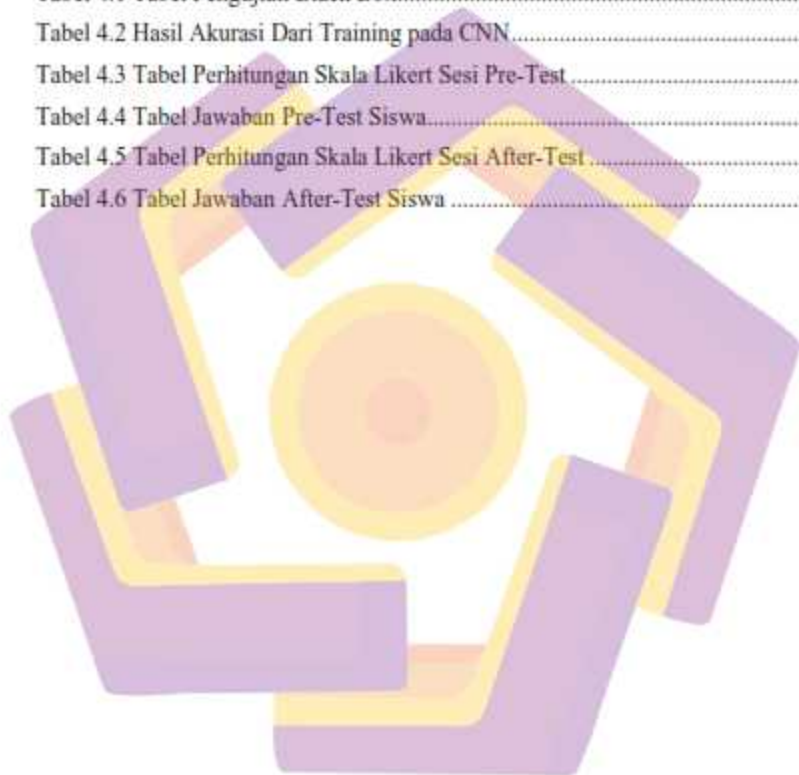 Tabel 4.2 Hasil Akurasi Dari Training pada CNN
Tabel 4.3 Tabel Perhitungan Skala Likert Sesi Pre-Test
Tabel 4.4 Tabel Jawaban Pre-Test Siswa
Tabel 4.5 Tabel Perhitungan Skala Likert Sesi After-Test
Tabel 4.6 Tabel Jawaban After-Test Siswa